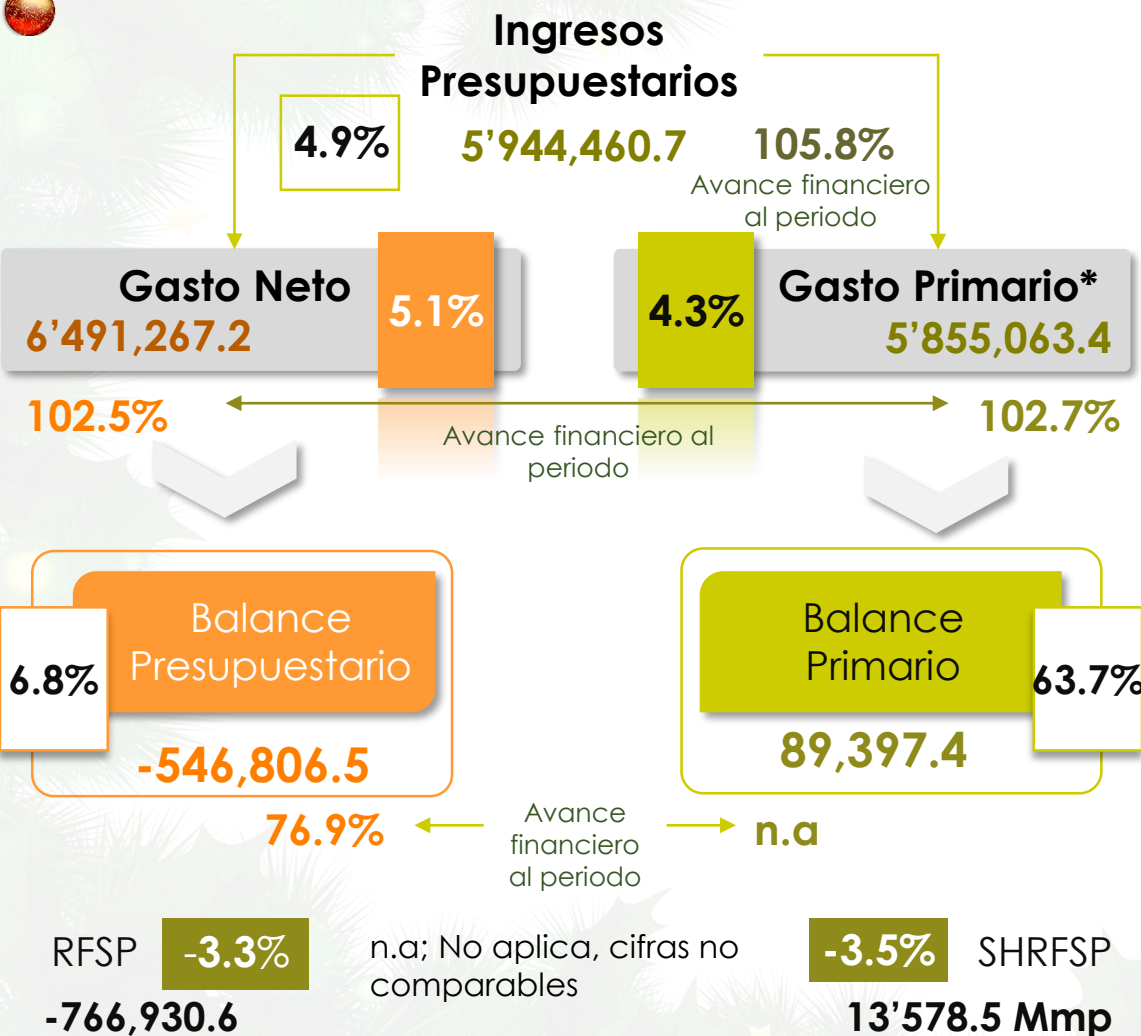 Ingresos
Presupuestarios
4.9%
5’944,460.7
105.8%
Avance financiero
al periodo
Gasto Neto
6’491,267.2
5.1%
4.3%
Gasto Primario*
5’855,063.4
102.5%
Avance financiero al
periodo
102.7%
Balance
Presupuestario
6.8%
-546,806.5
76.9%
Balance
Primario
63.7%
89,397.4
Avance
financiero
al periodo
n.a
RFSP
-3.3%
-766,930.6
n.a; No aplica, cifras no
comparables
-3.5%
SHRFSP
13’578.5 Mmp